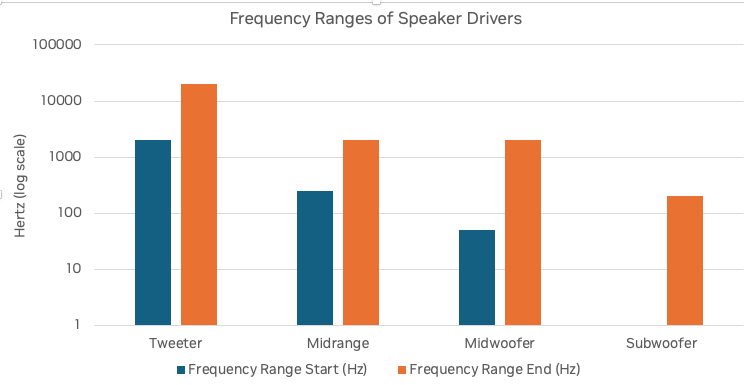 Frequency Ranges of Speaker Drivers
Hertz (log scale)
100000
10000
1000
100
10
1
Tweeter Midrange Midwoofer Subwoofer
Frequency Range Start (Hz) Frequency Range End (Hz)